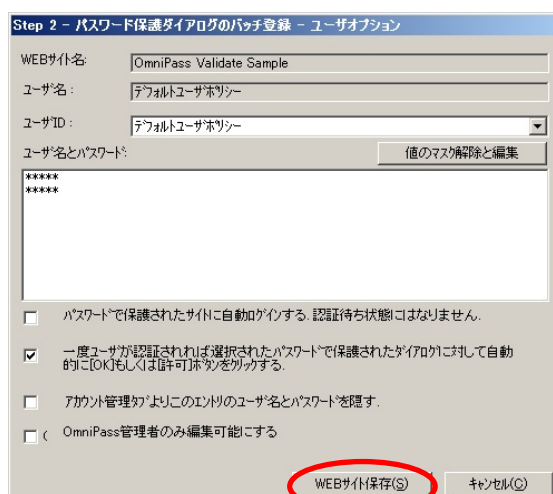 Step 2 - パスワード保護ダイアログのバッチ登録 - ユーザオプション
WEBサイト名:
OmniPass Validate Sample
ユーザ名 :
デフォルトユーザポリシー
ユーザID :
デフォルトユーザポリシー
ユーザ名とパスワード:
値のマスク解除と編集
*****
*****
パスワードで保護されたサイトに自動ログインする. 認証待ち状態にはなりません.
一度ユーザが認証されれば選択されたパスワードで保護されたダイアログに対して自動
的に[OK]もしくは[許可]ボタンをクリックする.
アカウント管理タブよりこのエントリのユーザ名とパスワードを隠す.
( OmniPass管理者のみ編集可能にする
WEBサイト保存(S)
キャンセル(C)